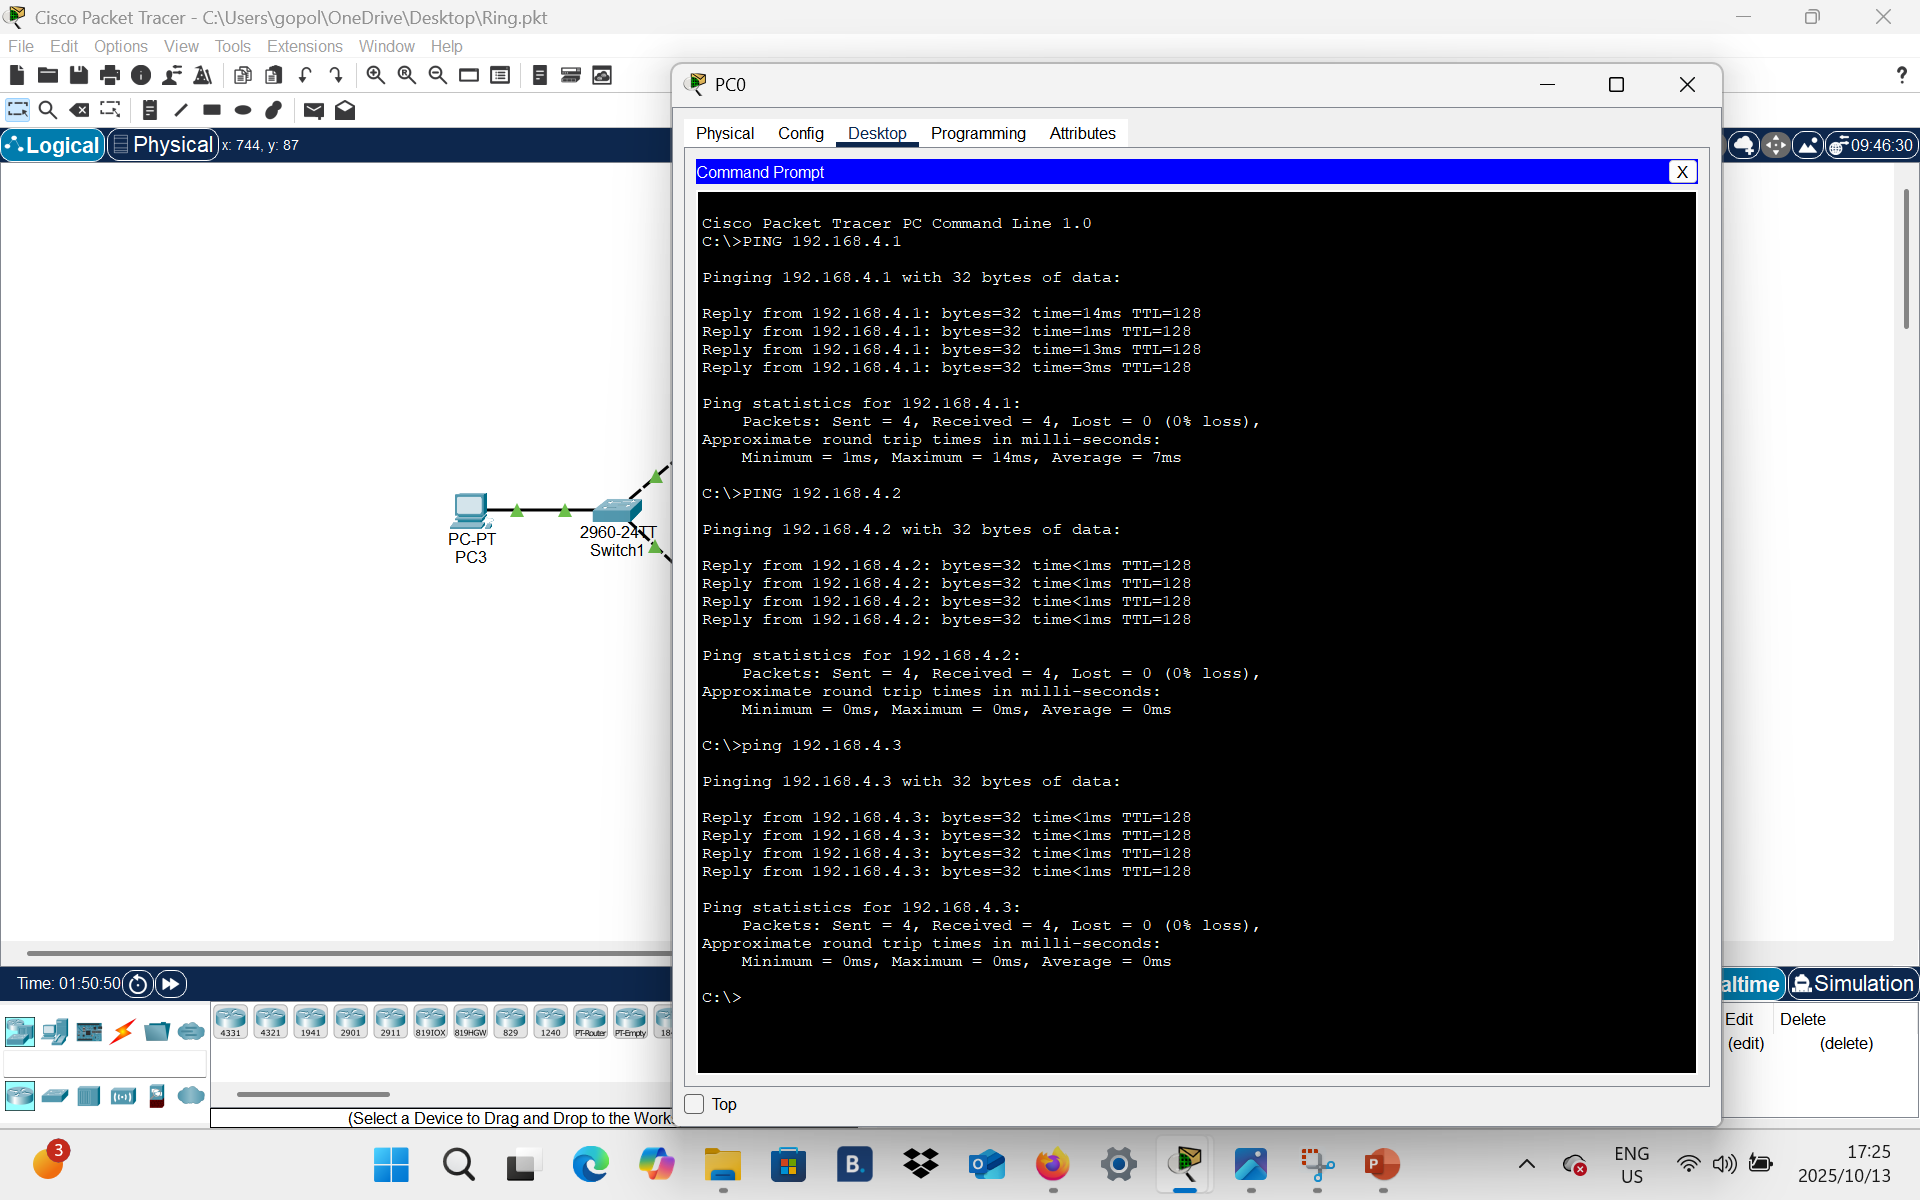 Cisco Packet Tracer - C:\Users\gopol\OneDrive\Desktop\Ring.pkt
File Edit Options View Tools Extensions Window Help
?
Logical Physical x: 744, y: 87
09:46:30
PC-PT
PC3
2960-24TT
Switch1
PC0
Physical Config Desktop Programming Attributes
Command Prompt X
Cisco Packet Tracer PC Command Line 1.0
C:\>PING 192.168.4.1
Pinging 192.168.4.1 with 32 bytes of data:
Reply from 192.168.4.1: bytes=32 time=14ms TTL=128
Reply from 192.168.4.1: bytes=32 time=1ms TTL=128
Reply from 192.168.4.1: bytes=32 time=13ms TTL=128
Reply from 192.168.4.1: bytes=32 time=3ms TTL=128
Ping statistics for 192.168.4.1:
Packets: Sent = 4, Received = 4, Lost = 0 (0% loss),
Approximate round trip times in milli-seconds:
Minimum = 1ms, Maximum = 14ms, Average = 7ms
C:\>PING 192.168.4.2
Pinging 192.168.4.2 with 32 bytes of data:
Reply from 192.168.4.2: bytes=32 time<1ms TTL=128
Reply from 192.168.4.2: bytes=32 time<1ms TTL=128
Reply from 192.168.4.2: bytes=32 time<1ms TTL=128
Reply from 192.168.4.2: bytes=32 time<1ms TTL=128
Ping statistics for 192.168.4.2:
Packets: Sent = 4, Received = 4, Lost = 0 (0% loss),
Approximate round trip times in milli-seconds:
Minimum = 0ms, Maximum = 0ms, Average = 0ms
C:\>ping 192.168.4.3
Pinging 192.168.4.3 with 32 bytes of data:
Reply from 192.168.4.3: bytes=32 time<1ms TTL=128
Reply from 192.168.4.3: bytes=32 time<1ms TTL=128
Reply from 192.168.4.3: bytes=32 time<1ms TTL=128
Reply from 192.168.4.3: bytes=32 time<1ms TTL=128
Ping statistics for 192.168.4.3:
Packets: Sent = 4, Received = 4, Lost = 0 (0% loss),
Approximate round trip times in milli-seconds:
Minimum = 0ms, Maximum = 0ms, Average = 0ms
C:\>
Top
Time: 01:50:50
altime Simulation
Edit Delete
(edit) (delete)
4331 4321 1941 2901 2911 819IOX 819HGW 829 1240 PT-Router PT-Empty 18
(Select a Device to Drag and Drop to the Work
3
B.
ENG
US
17:25
2025/10/13